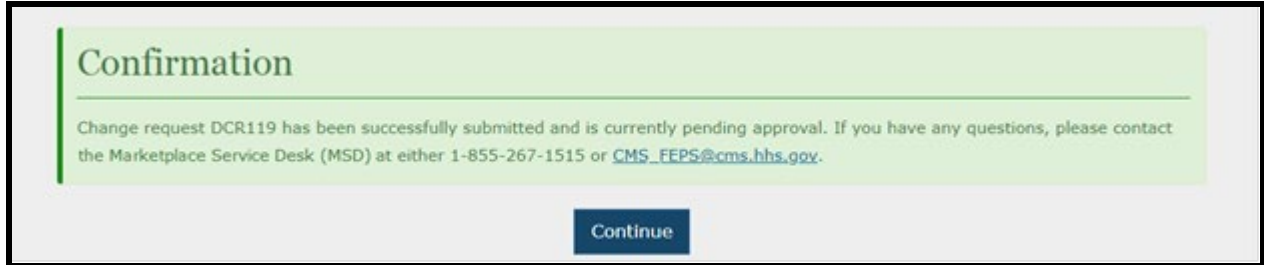 Confirmation
Change request DCR119 has been successfully submitted and is currently pending approval. If you have any questions, please contact
the Marketplace Service Desk (MSD) at either 1-855-267-1515 or CMS_FEPS@cms.hhs.gov.
Continue